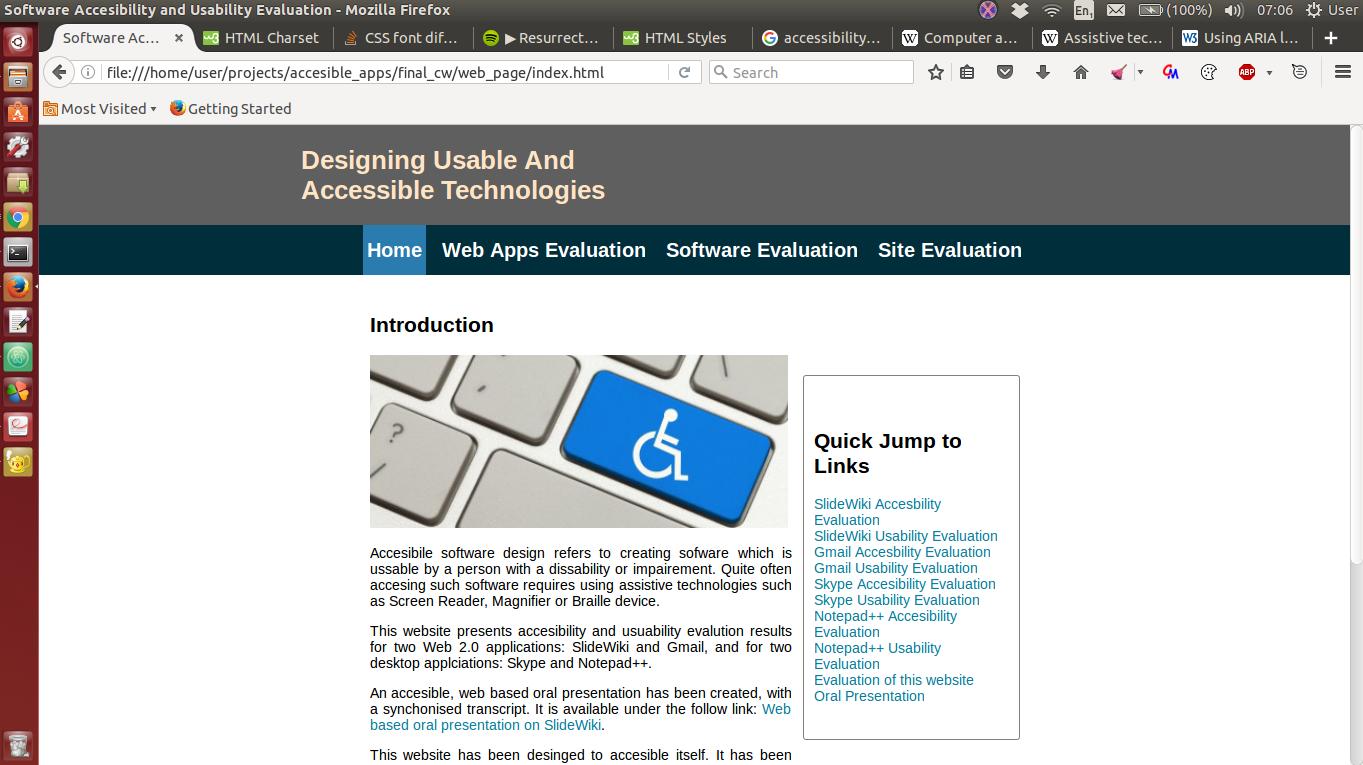 Software Accesibility and Usability Evaluation - Mozilla Firefox
En1 (100%) 07:06 User
Software Ac... × HTML Charset CSS font dif... ▶ Resurrect... HTML Styles accessibility... Computer a... Assistive tec... Using ARIA l... +
file:///home/user/projects/accesible_apps/final_cw/web_page/index.html Search ABP
Most Visited Getting Started
Designing Usable And
Accessible Technologies
Home Web Apps Evaluation Software Evaluation Site Evaluation
Introduction
?
Accesibile software design refers to creating sofware which is
ussable by a person with a dissability or impairement. Quite often
accesing such software requires using assistive technologies such
as Screen Reader, Magnifier or Braille device.
This website presents accesibility and usuability evalution results
for two Web 2.0 applications: SlideWiki and Gmail, and for two
desktop applciations: Skype and Notepad++.
An accesible, web based oral presentation has been created, with
a synchonised transcript. It is available under the follow link: Web
based oral presentation on SlideWiki.
This website has been desinged to accesible itself. It has been
Quick Jump to
Links
SlideWiki Accesbility
Evaluation
SlideWiki Usability Evaluation
Gmail Accesbility Evaluation
Gmail Usability Evaluation
Skype Accesibility Evaluation
Skype Usability Evaluation
Notepad++ Accesibility
Evaluation
Notepad++ Usability
Evaluation
Evaluation of this website
Oral Presentation